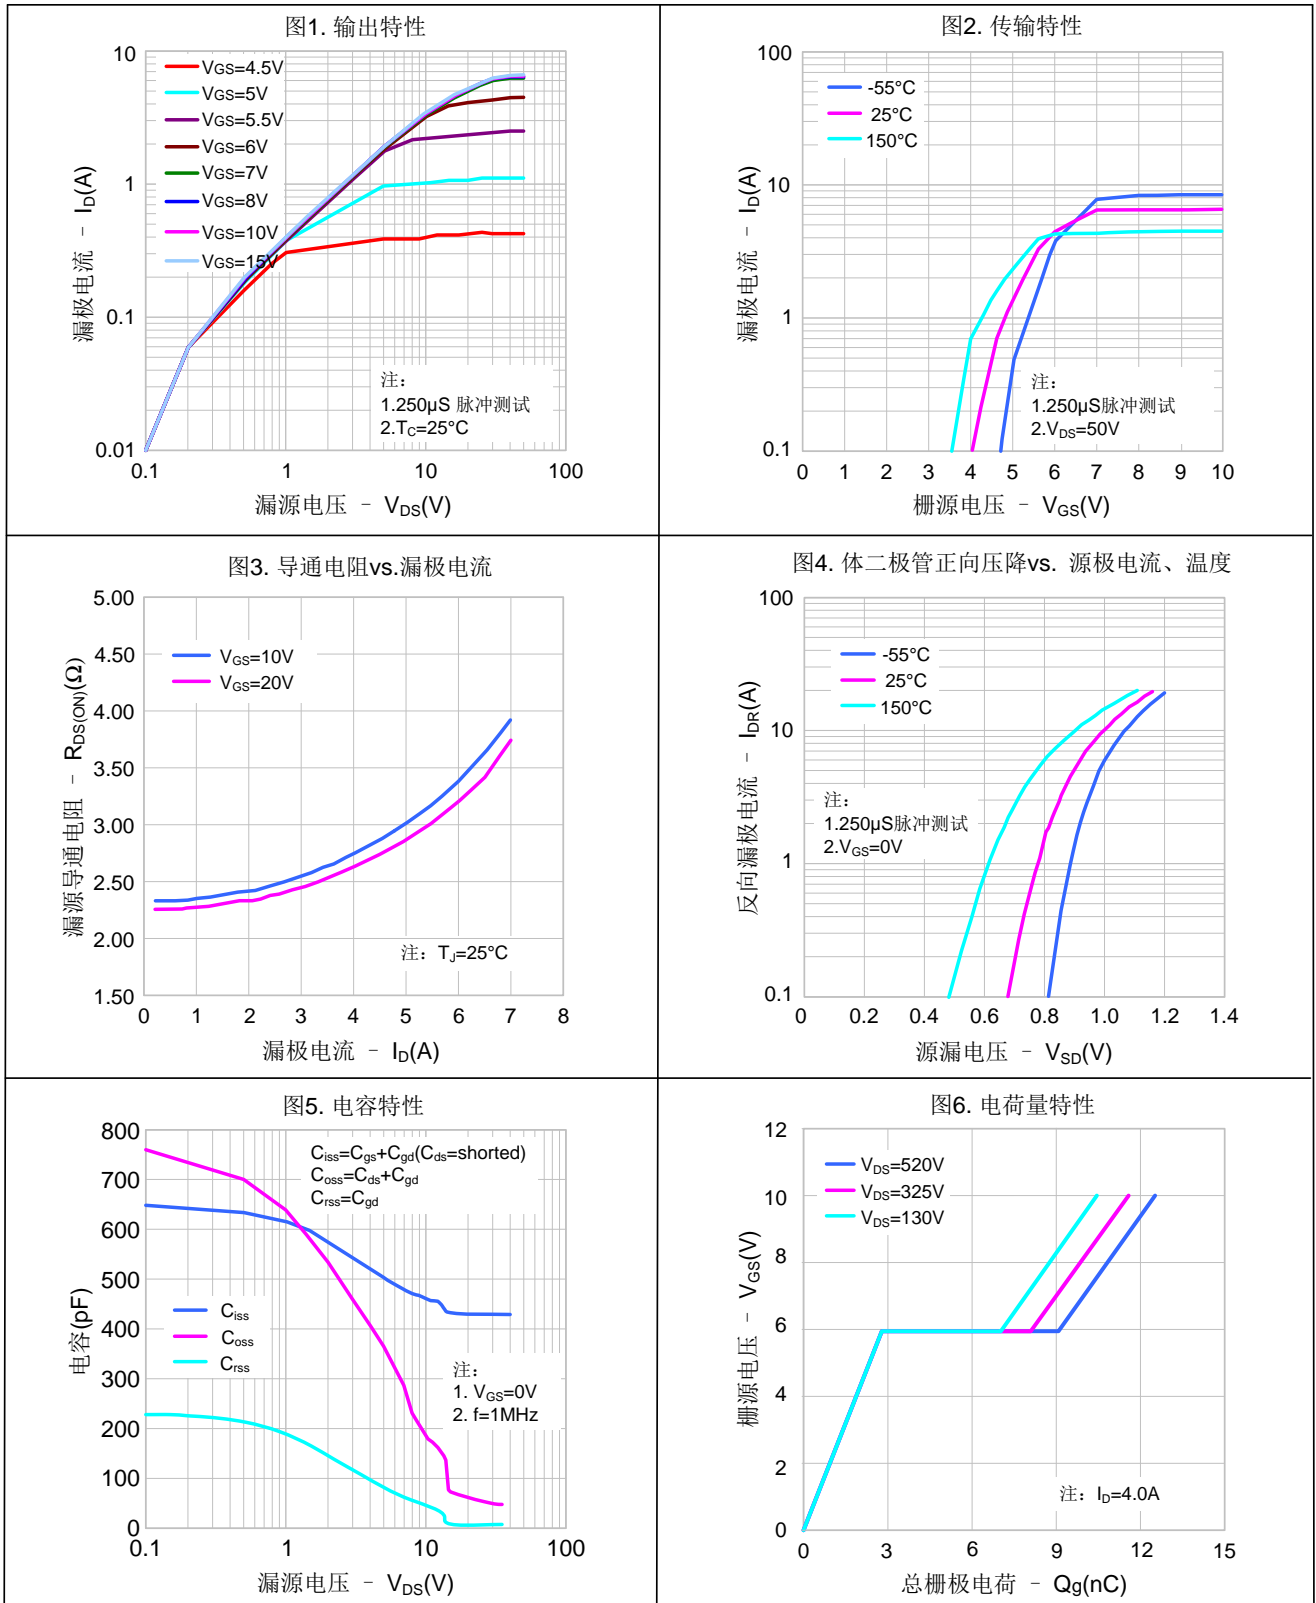 图1. 输出特性
10
1
0.1
0.01
0.1
1
10
100
漏极电流 - ID(A)
漏源电压 - VDS(V)
VGS=4.5V
VGS=5V
VGS=5.5V
VGS=6V
VGS=7V
VGS=8V
VGS=10V
VGS=15V
注：
1.250μS 脉冲测试
2.TC=25°C
图2. 传输特性
100
10
1
0.1
0 1 2 3 4 5 6 7 8 9 10
漏极电流 - ID(A)
栅源电压 - VGS(V)
-55°C
25°C
150°C
注：
1.250μS脉冲测试
2.VDS=50V
图3. 导通电阻vs.漏极电流
5.00
4.50
4.00
3.50
3.00
2.50
2.00
1.50
0 1 2 3 4 5 6 7 8
漏源导通电阻 - RDS(ON)(Ω)
漏极电流 - ID(A)
VGS=10V
VGS=20V
注：TJ=25°C
图4. 体二极管正向压降vs. 源极电流、温度
100
10
1
0.1
0 0.2 0.4 0.6 0.8 1.0 1.2 1.4
反向漏极电流 - IDR(A)
源漏电压 - VSD(V)
-55°C
25°C
150°C
注：
1.250μS脉冲测试
2.VGS=0V
图5. 电容特性
800
700
600
500
400
300
200
100
0
0.1 1 10 100
电容(pF)
漏源电压 - VDS(V)
Ciss=Cgs+Cgd(Cds=shorted)
Coss=Cds+Cgd
Crss=Cgd
Ciss
Coss
Crss
注：
1. VGS=0V
2. f=1MHz
图6. 电荷量特性
12
10
8
6
4
2
0
0 3 6 9 12 15
栅源电压 - VGS(V)
总栅极电荷 - Qg(nC)
VDS=520V
VDS=325V
VDS=130V
注：ID=4.0A